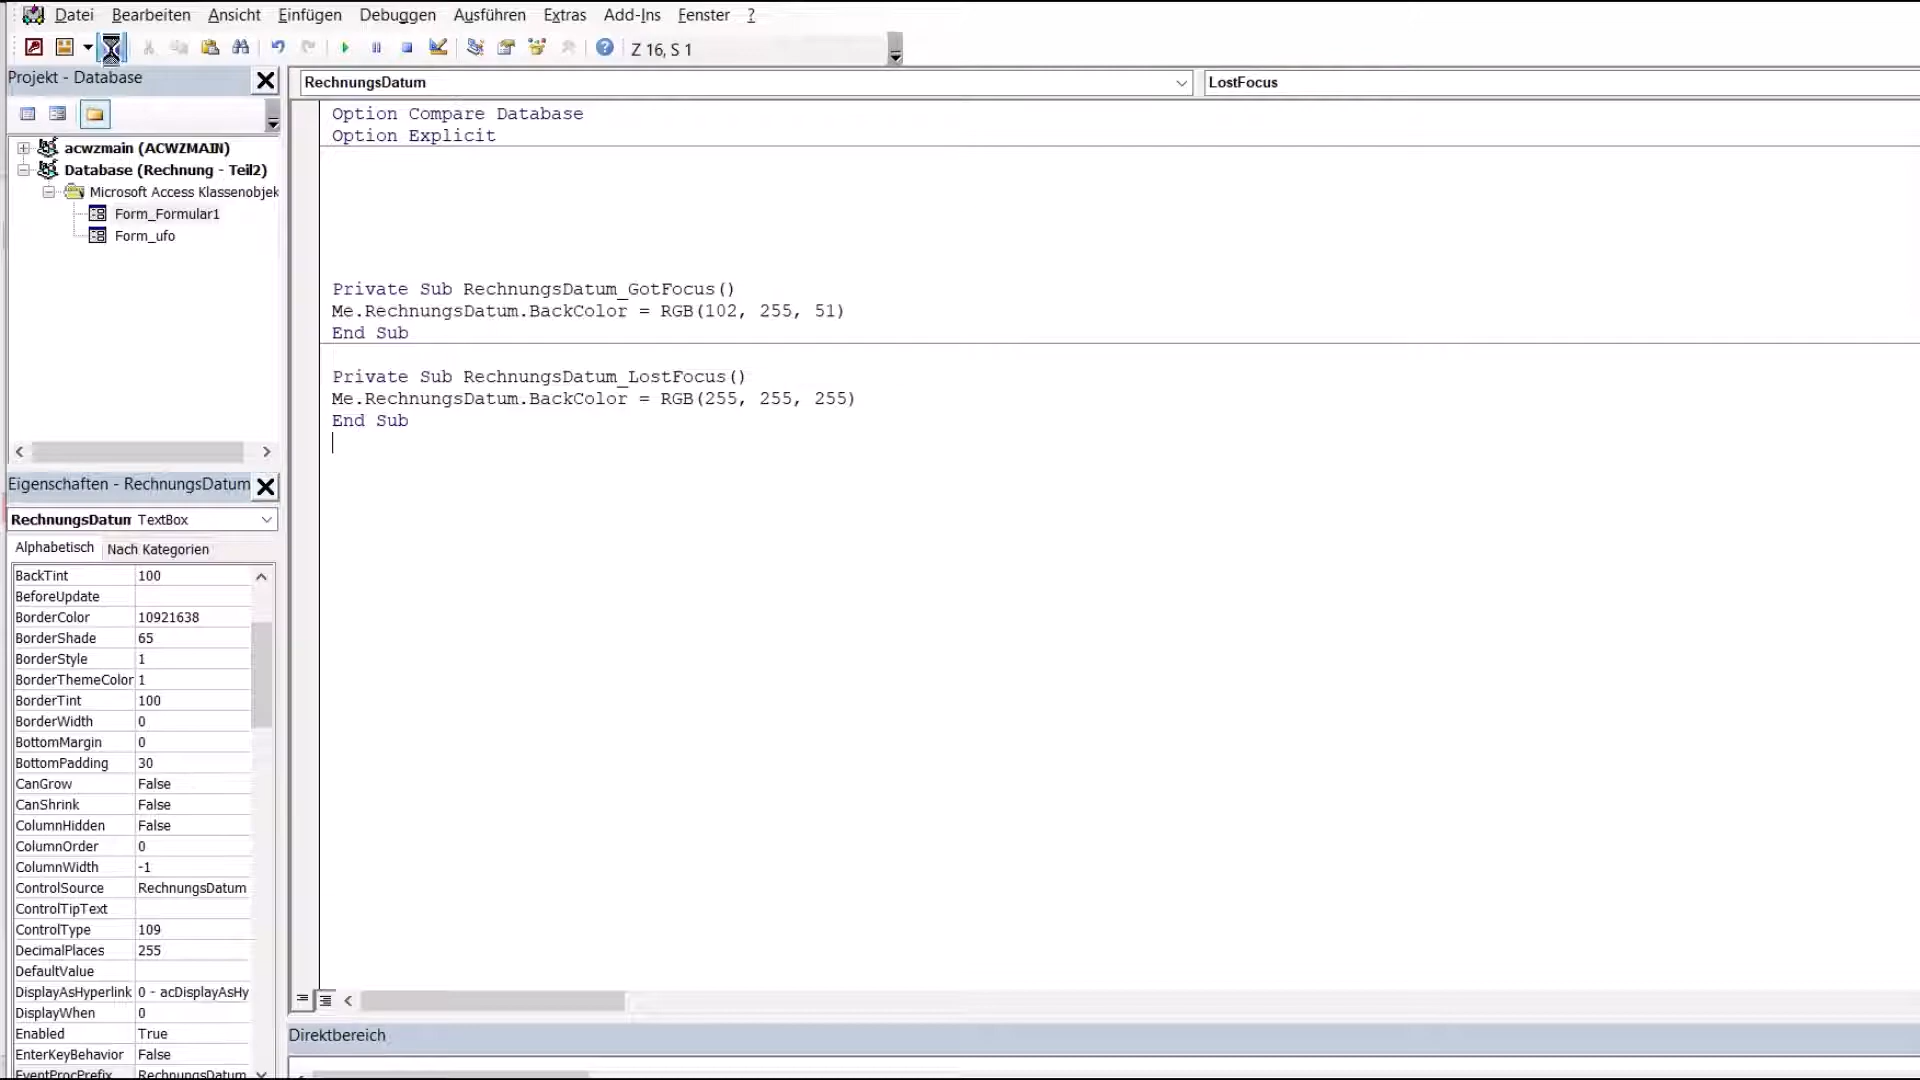 Datei Bearbeiten Ansicht Einfügen Debuggen Ausführen Extras Add-Ins Fenster ?
Z 16, S 1
Projekt - Database
acwzmain (ACWZMAIN)
Database (Rechnung - Teil2)
Microsoft Access Klassenobjek
Form_Formular1
Form_ufo
RechnungsDatum
LostFocus
Option Compare Database
Option Explicit
Private Sub RechnungsDatum_GotFocus()
Me.RechnungsDatum.BackColor = RGB(102, 255, 51)
End Sub
Private Sub RechnungsDatum_LostFocus()
Me.RechnungsDatum.BackColor = RGB(255, 255, 255)
End Sub
Eigenschaften - RechnungsDatum
RechnungsDatum TextBox
Alphabetisch Nach Kategorien
BackTint 100
BeforeUpdate
BorderColor 10921638
BorderShade 65
BorderStyle 1
BorderThemeColor 1
BorderTint 100
BorderWidth 0
BottomMargin 0
BottomPadding 30
CanGrow False
CanShrink False
ColumnHidden False
ColumnOrder 0
ColumnWidth -1
ControlSource RechnungsDatum
ControlTipText
ControlType 109
DecimalPlaces 255
DefaultValue
DisplayAsHyperlink 0 - acDisplayAsHy
DisplayWhen 0
Enabled True
EnterKeyBehavior False
EventProcPrefix RechnungsDatum
Direktbereich